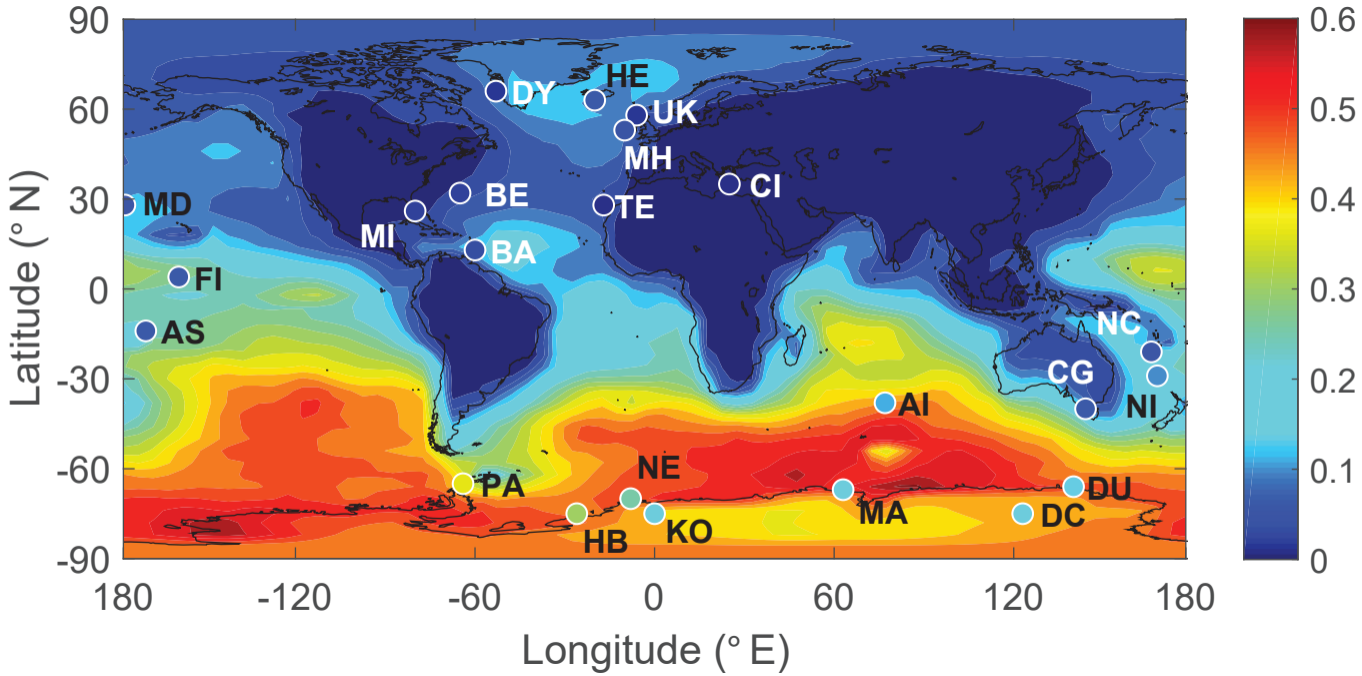 90
0.6
HE
DY
UK
60
0.5
MH
CI
BE
30
MD
TE
0.4
MI
BA
FI
0
0.3
AS
NC
-30
CG
0.2
AI
NI
NE
-60
PA
0.1
DU
MA
DC
HB
KO
-90
0
180
-120
-60
0
60
120
180
Latitude (° N)
Longitude (° E)